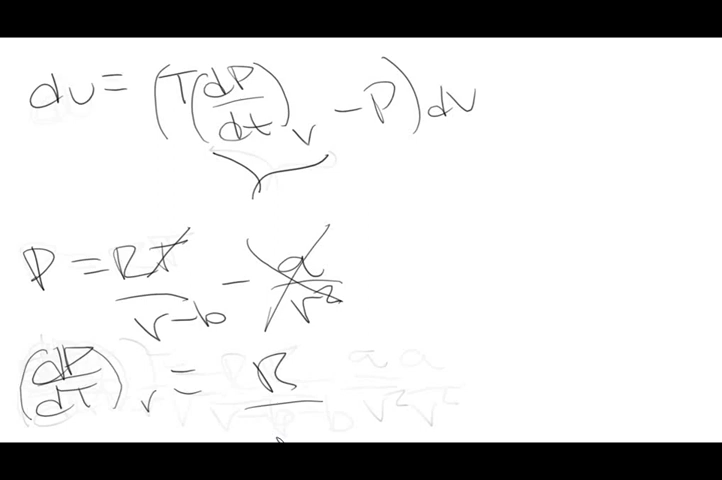 du = (T(dP/dt)v - P)dV
P = RT/v-b - a/v²
(dP/dT)v = R